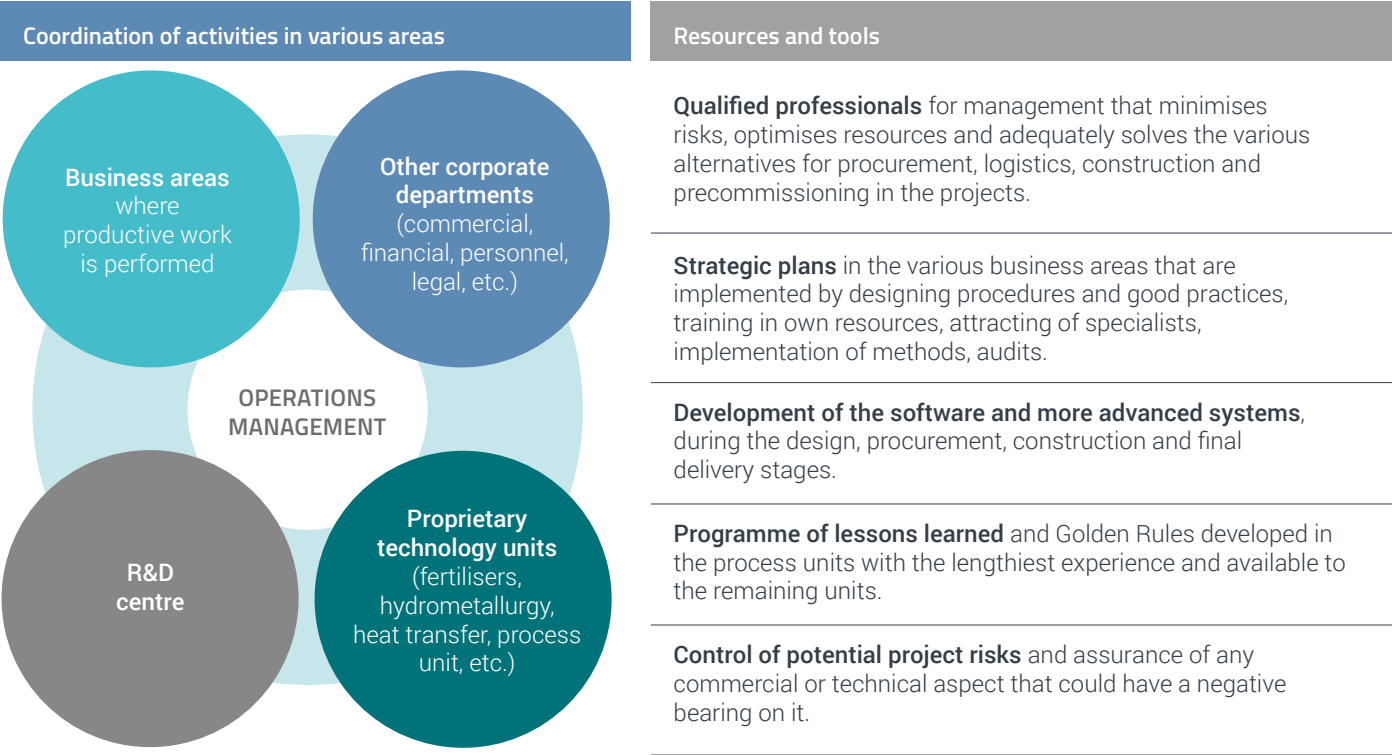 Coordination of activities in various areas
Business areas
where
productive work
is performed
Other corporate
departments
(commercial,
financial, personnel,
legal, etc.)
OPERATIONS
MANAGEMENT
R&D
centre
Proprietary
technology units
(fertilisers,
hydrometallurgy,
heat transfer, process
unit, etc.)
Resources and tools
Qualified professionals for management that minimises
risks, optimises resources and adequately solves the various
alternatives for procurement, logistics, construction and
precommissioning in the projects.
Strategic plans in the various business areas that are
implemented by designing procedures and good practices,
training in own resources, attracting of specialists,
implementation of methods, audits.
Development of the software and more advanced systems,
during the design, procurement, construction and final
delivery stages.
Programme of lessons learned and Golden Rules developed in
the process units with the lengthiest experience and available to
the remaining units.
Control of potential project risks and assurance of any
commercial or technical aspect that could have a negative
bearing on it.